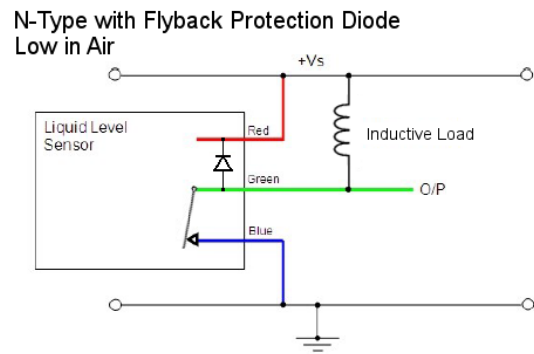 N-Type with Flyback Protection Diode
Low in Air
+Vs
Liquid Level
Sensor
Red
Inductive Load
Green
O/P
Blue